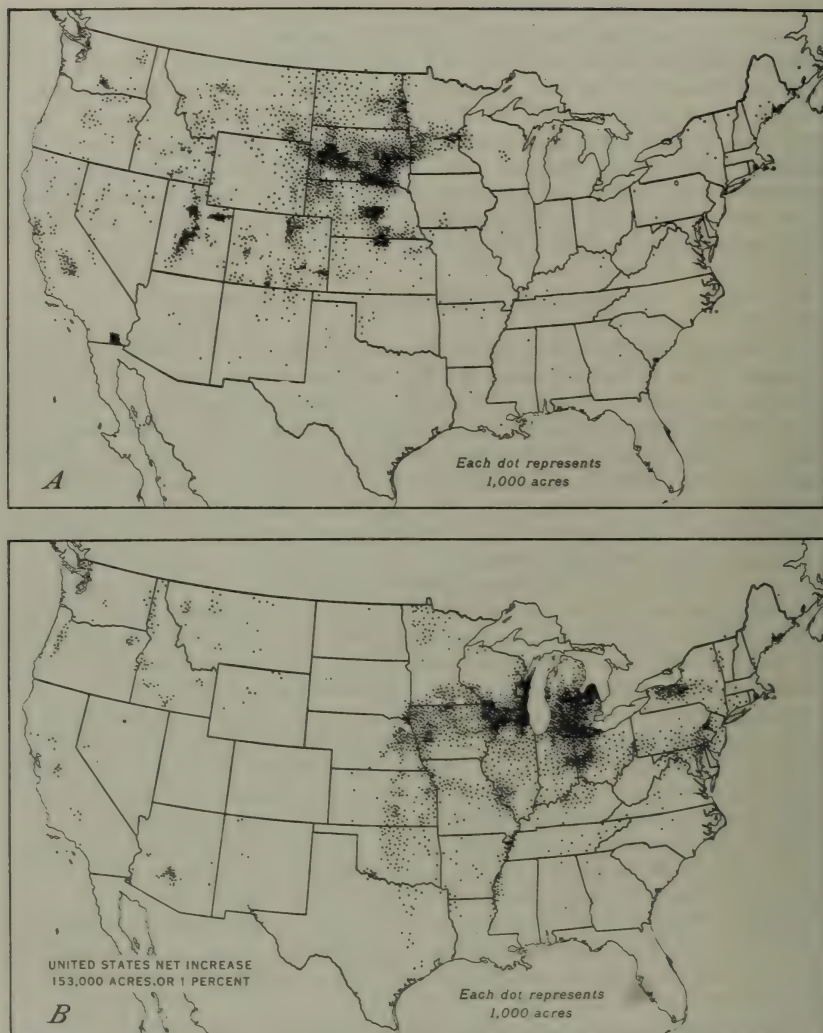 Each dot represents
1,000 acres
A
UNITED STATES NET INCREASE
153,000 ACRES, OR 1 PERCENT
Each dot represents
1,000 acres
B